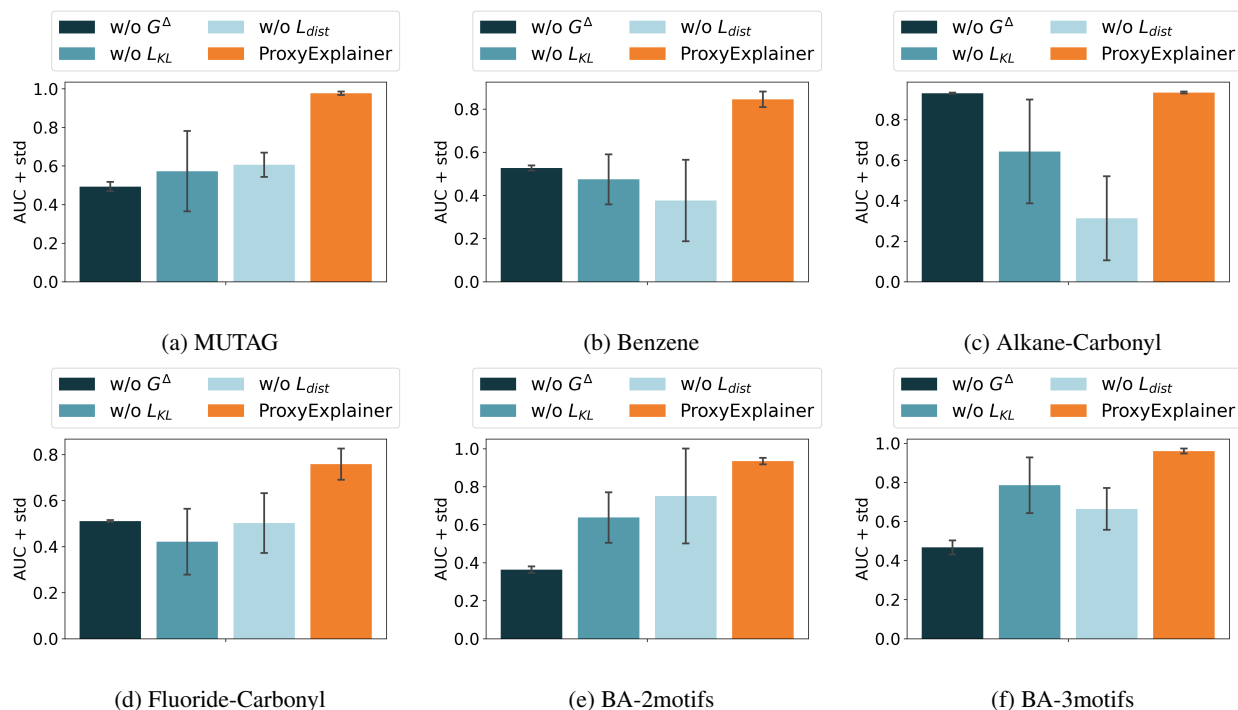 w/o G^Δ w/o L_dist
w/o L_KL ProxyExplainer
1.0
0.8
0.6
0.4
0.2
0.0
AUC + std
(a) MUTAG
w/o G^Δ w/o L_dist
w/o L_KL ProxyExplainer
0.8
0.6
0.4
0.2
0.0
AUC + std
(b) Benzene
w/o G^Δ w/o L_dist
w/o L_KL ProxyExplainer
0.8
0.6
0.4
0.2
0.0
AUC + std
(c) Alkane-Carbonyl
w/o G^Δ w/o L_dist
w/o L_KL ProxyExplainer
0.8
0.6
0.4
0.2
0.0
AUC + std
(d) Fluoride-Carbonyl
w/o G^Δ w/o L_dist
w/o L_KL ProxyExplainer
1.0
0.8
0.6
0.4
0.2
0.0
AUC + std
(e) BA-2motifs
w/o G^Δ w/o L_dist
w/o L_KL ProxyExplainer
1.0
0.8
0.6
0.4
0.2
0.0
AUC + std
(f) BA-3motifs